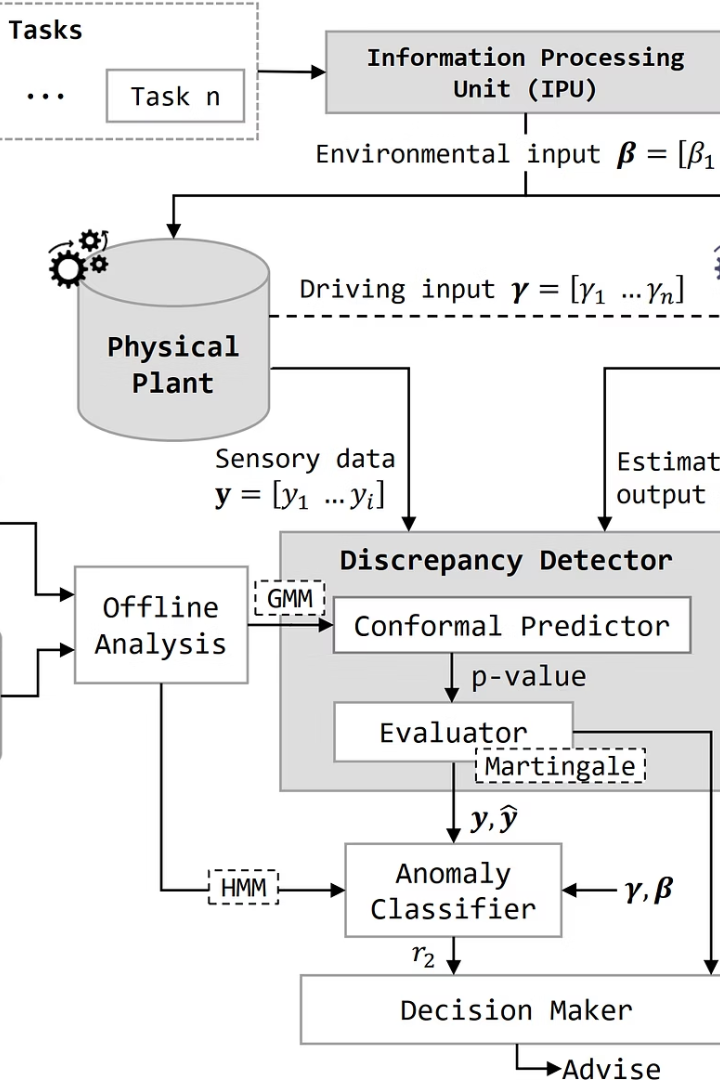 Tasks
...
Task n
Information Processing
Unit (IPU)
Environmental input 𝜷 = [β₁
Driving input 𝜸 = [γ₁ …γₙ]
Physical
Plant
Sensory data
𝐲 = [y₁ …yᵢ]
output
Discrepancy Detector
GMM
Offline
Analysis
Conformal Predictor
p-value
Evaluator
Martingale
𝒚, 𝒚̂
HMM
Anomaly
Classifier
𝜸, 𝜷
r₂
Decision Maker
Advise